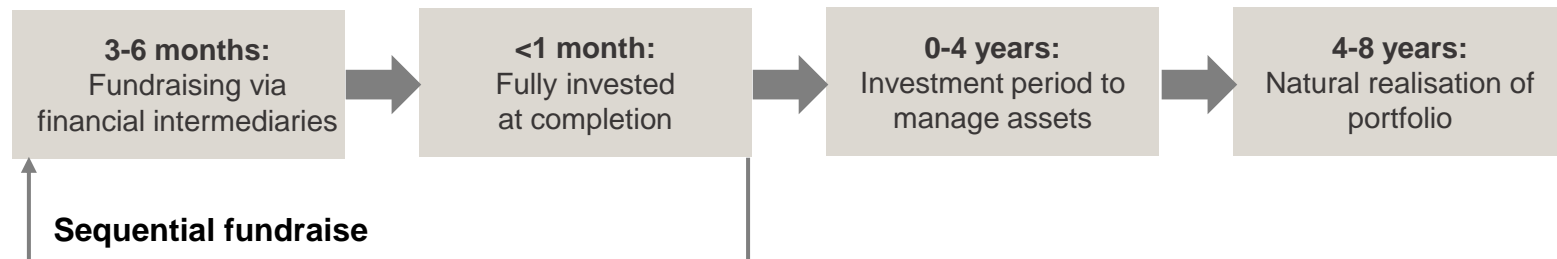 3-6 months:
Fundraising via
financial intermediaries
<1 month:
Fully invested
at completion
0-4 years:
Investment period to
manage assets
4-8 years:
Natural realisation of
portfolio
Sequential fundraise